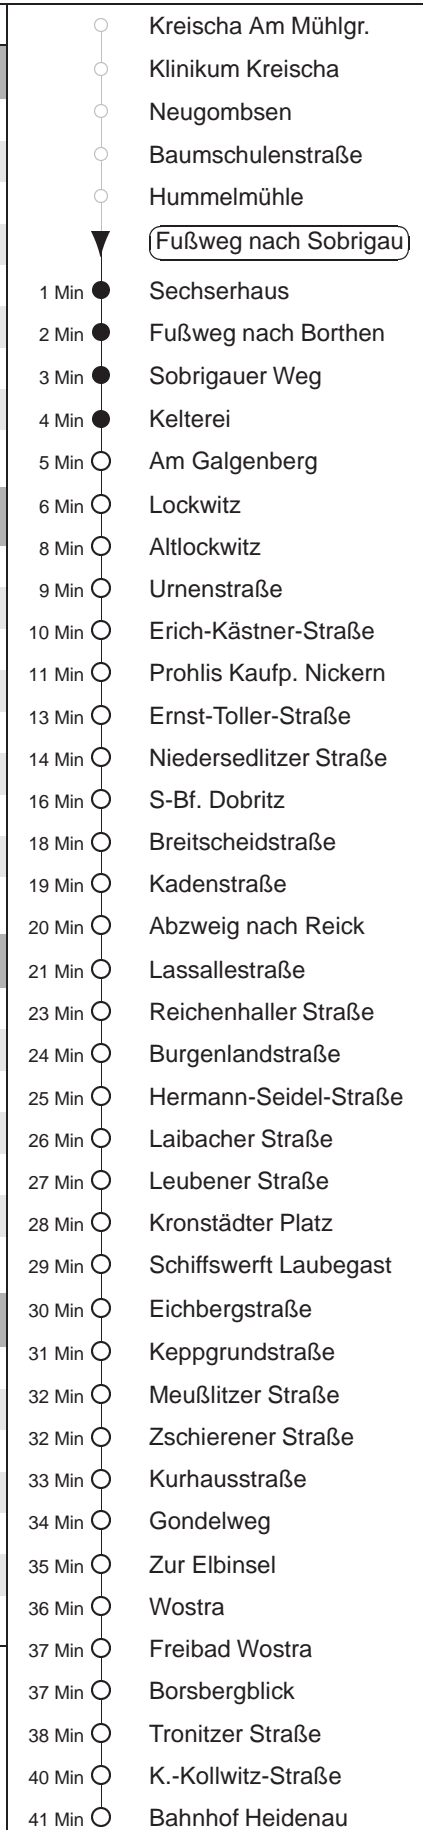 Kreischa Am Mühlgr.
Klinikum Kreischa
Neugombsen
Baumschulenstraße
Hummelmühle
Fußweg nach Sobrigau
1 Min Sechserhaus
2 Min Fußweg nach Borthen
3 Min Sobrigauer Weg
4 Min Kelterei
5 Min Am Galgenberg
6 Min Lockwitz
8 Min Altlockwitz
9 Min Urnenstraße
10 Min Erich-Kästner-Straße
11 Min Prohlis Kaufp. Nickern
13 Min Ernst-Toller-Straße
14 Min Niedersedlitzer Straße
16 Min S-Bf. Dobritz
18 Min Breitscheidstraße
19 Min Kadenstraße
20 Min Abzweig nach Reick
21 Min Lassallestraße
23 Min Reichenhaller Straße
24 Min Burgenlandstraße
25 Min Hermann-Seidel-Straße
26 Min Laibacher Straße
27 Min Leubener Straße
28 Min Kronstädter Platz
29 Min Schiffswerft Laubegast
30 Min Eichbergstraße
31 Min Keppgrundstraße
32 Min Meußlitzer Straße
32 Min Zschierener Straße
33 Min Kurhausstraße
34 Min Gondelweg
35 Min Zur Elbinsel
36 Min Wostra
37 Min Freibad Wostra
37 Min Borsbergblick
38 Min Tronitzer Straße
40 Min K.-Kollwitz-Straße
41 Min Bahnhof Heidenau